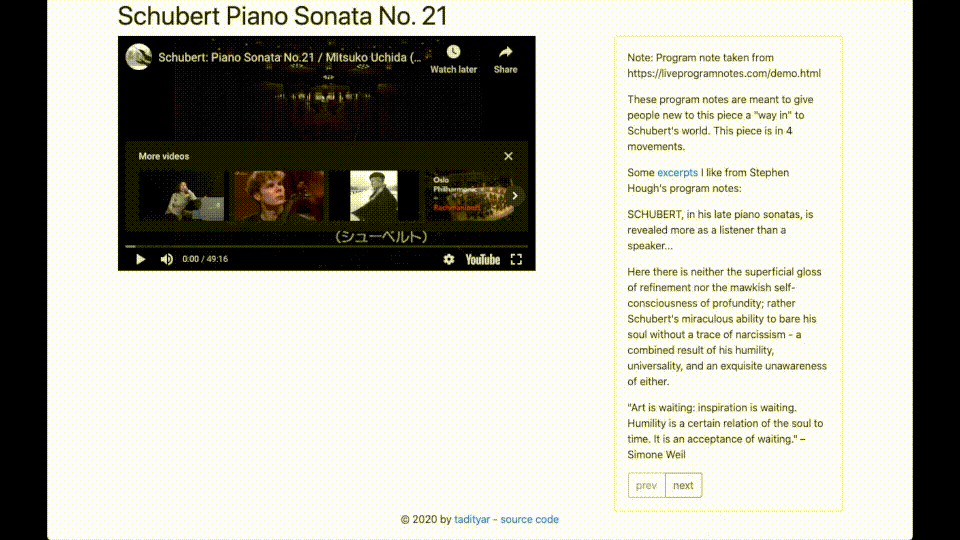 Schubert Piano Sonata No. 21
Schubert: Piano Sonata No.21 / Mitsuko Uchida (...
Watch later
Share
More videos
Oslo
Philharmonic
–
Rachmaninoff
(シューベルト)
0:00 / 49:16
YouTube
Note: Program note taken from
https://liveprogramnotes.com/demo.html
These program notes are meant to give
people new to this piece a "way in" to
Schubert's world. This piece is in 4
movements.
Some excerpts I like from Stephen
Hough's program notes:
SCHUBERT, in his late piano sonatas, is
revealed more as a listener than a
speaker...
Here there is neither the superficial gloss
of refinement nor the mawkish self-
consciousness of profundity; rather
Schubert's miraculous ability to bare his
soul without a trace of narcissism - a
combined result of his humility,
universality, and an exquisite unawareness
of either.
"Art is waiting: inspiration is waiting.
Humility is a certain relation of the soul to
time. It is an acceptance of waiting." –
Simone Weil
prev
next
© 2020 by tadityar - source code